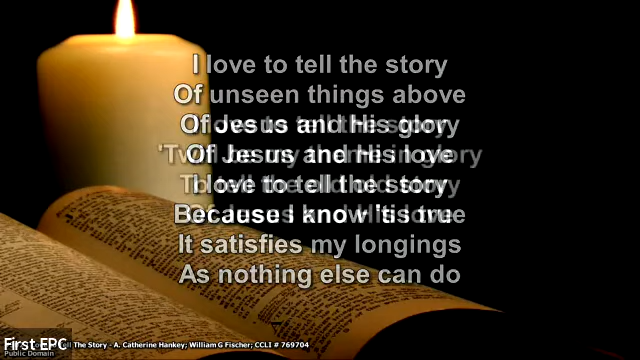 I love to tell the story
Of unseen things above
Of Jesus and His glory
Of Jesus and His love
I love to tell the story
Because I know 'tis true
It satisfies my longings
As nothing else can do
First EPC
Tell The Story - A. Catherine Hankey; William G Fischer; CCLI # 769704
Public Domain